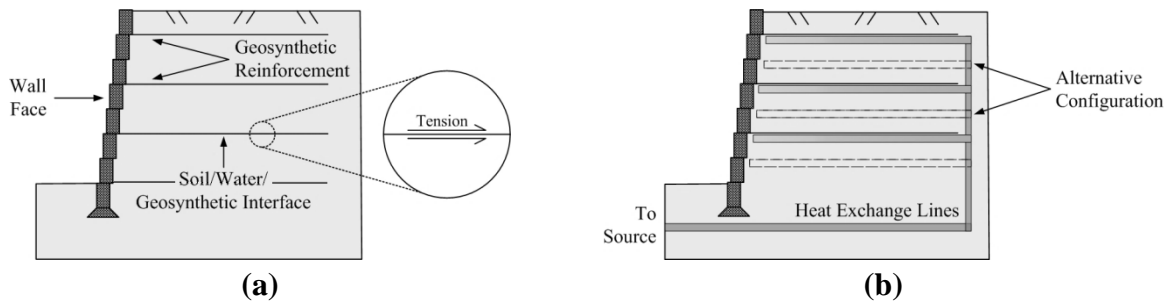 Geosynthetic
Reinforcement
Wall
Face
Tension
Soil/Water/
Geosynthetic Interface
(a)
Alternative
Configuration
Heat Exchange Lines
To
Source
(b)